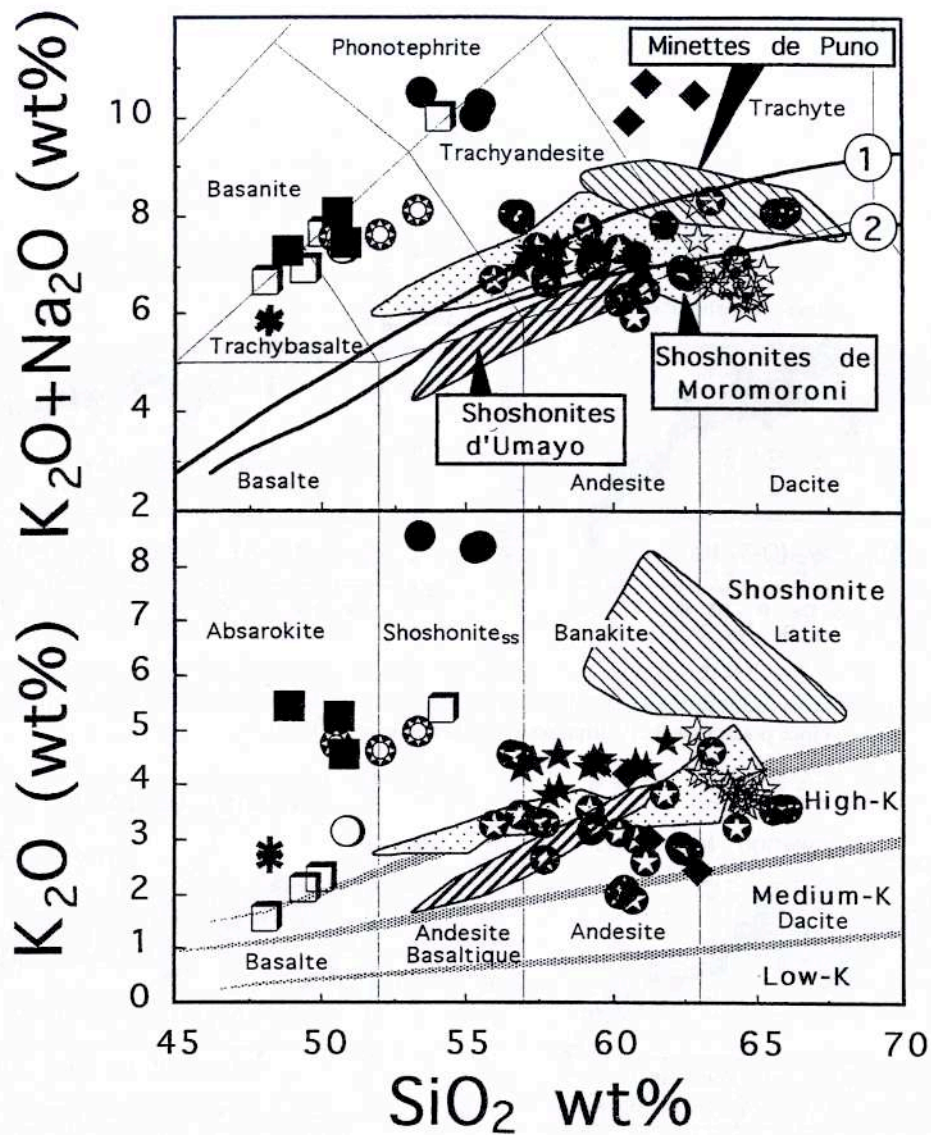 K₂O+Na₂O (wt%)
10
8
6
4
2
Phonotephrite
Minettes de Puno
Trachyte
Trachyandesite
Basanite
1
2
Trachybasalte
Shoshonites de
Moromoroni
Shoshonites
d'Umayo
Basalte
Andesite
Dacite
K₂O (wt%)
8
7
6
5
4
3
2
1
0
Shoshonite
Absarokite
Shoshonitess
Banakite
Latite
High-K
Medium-K
Dacite
Andesite
Basaltique
Andesite
Basalte
Low-K
45
50
55
60
65
70
SiO₂ wt%